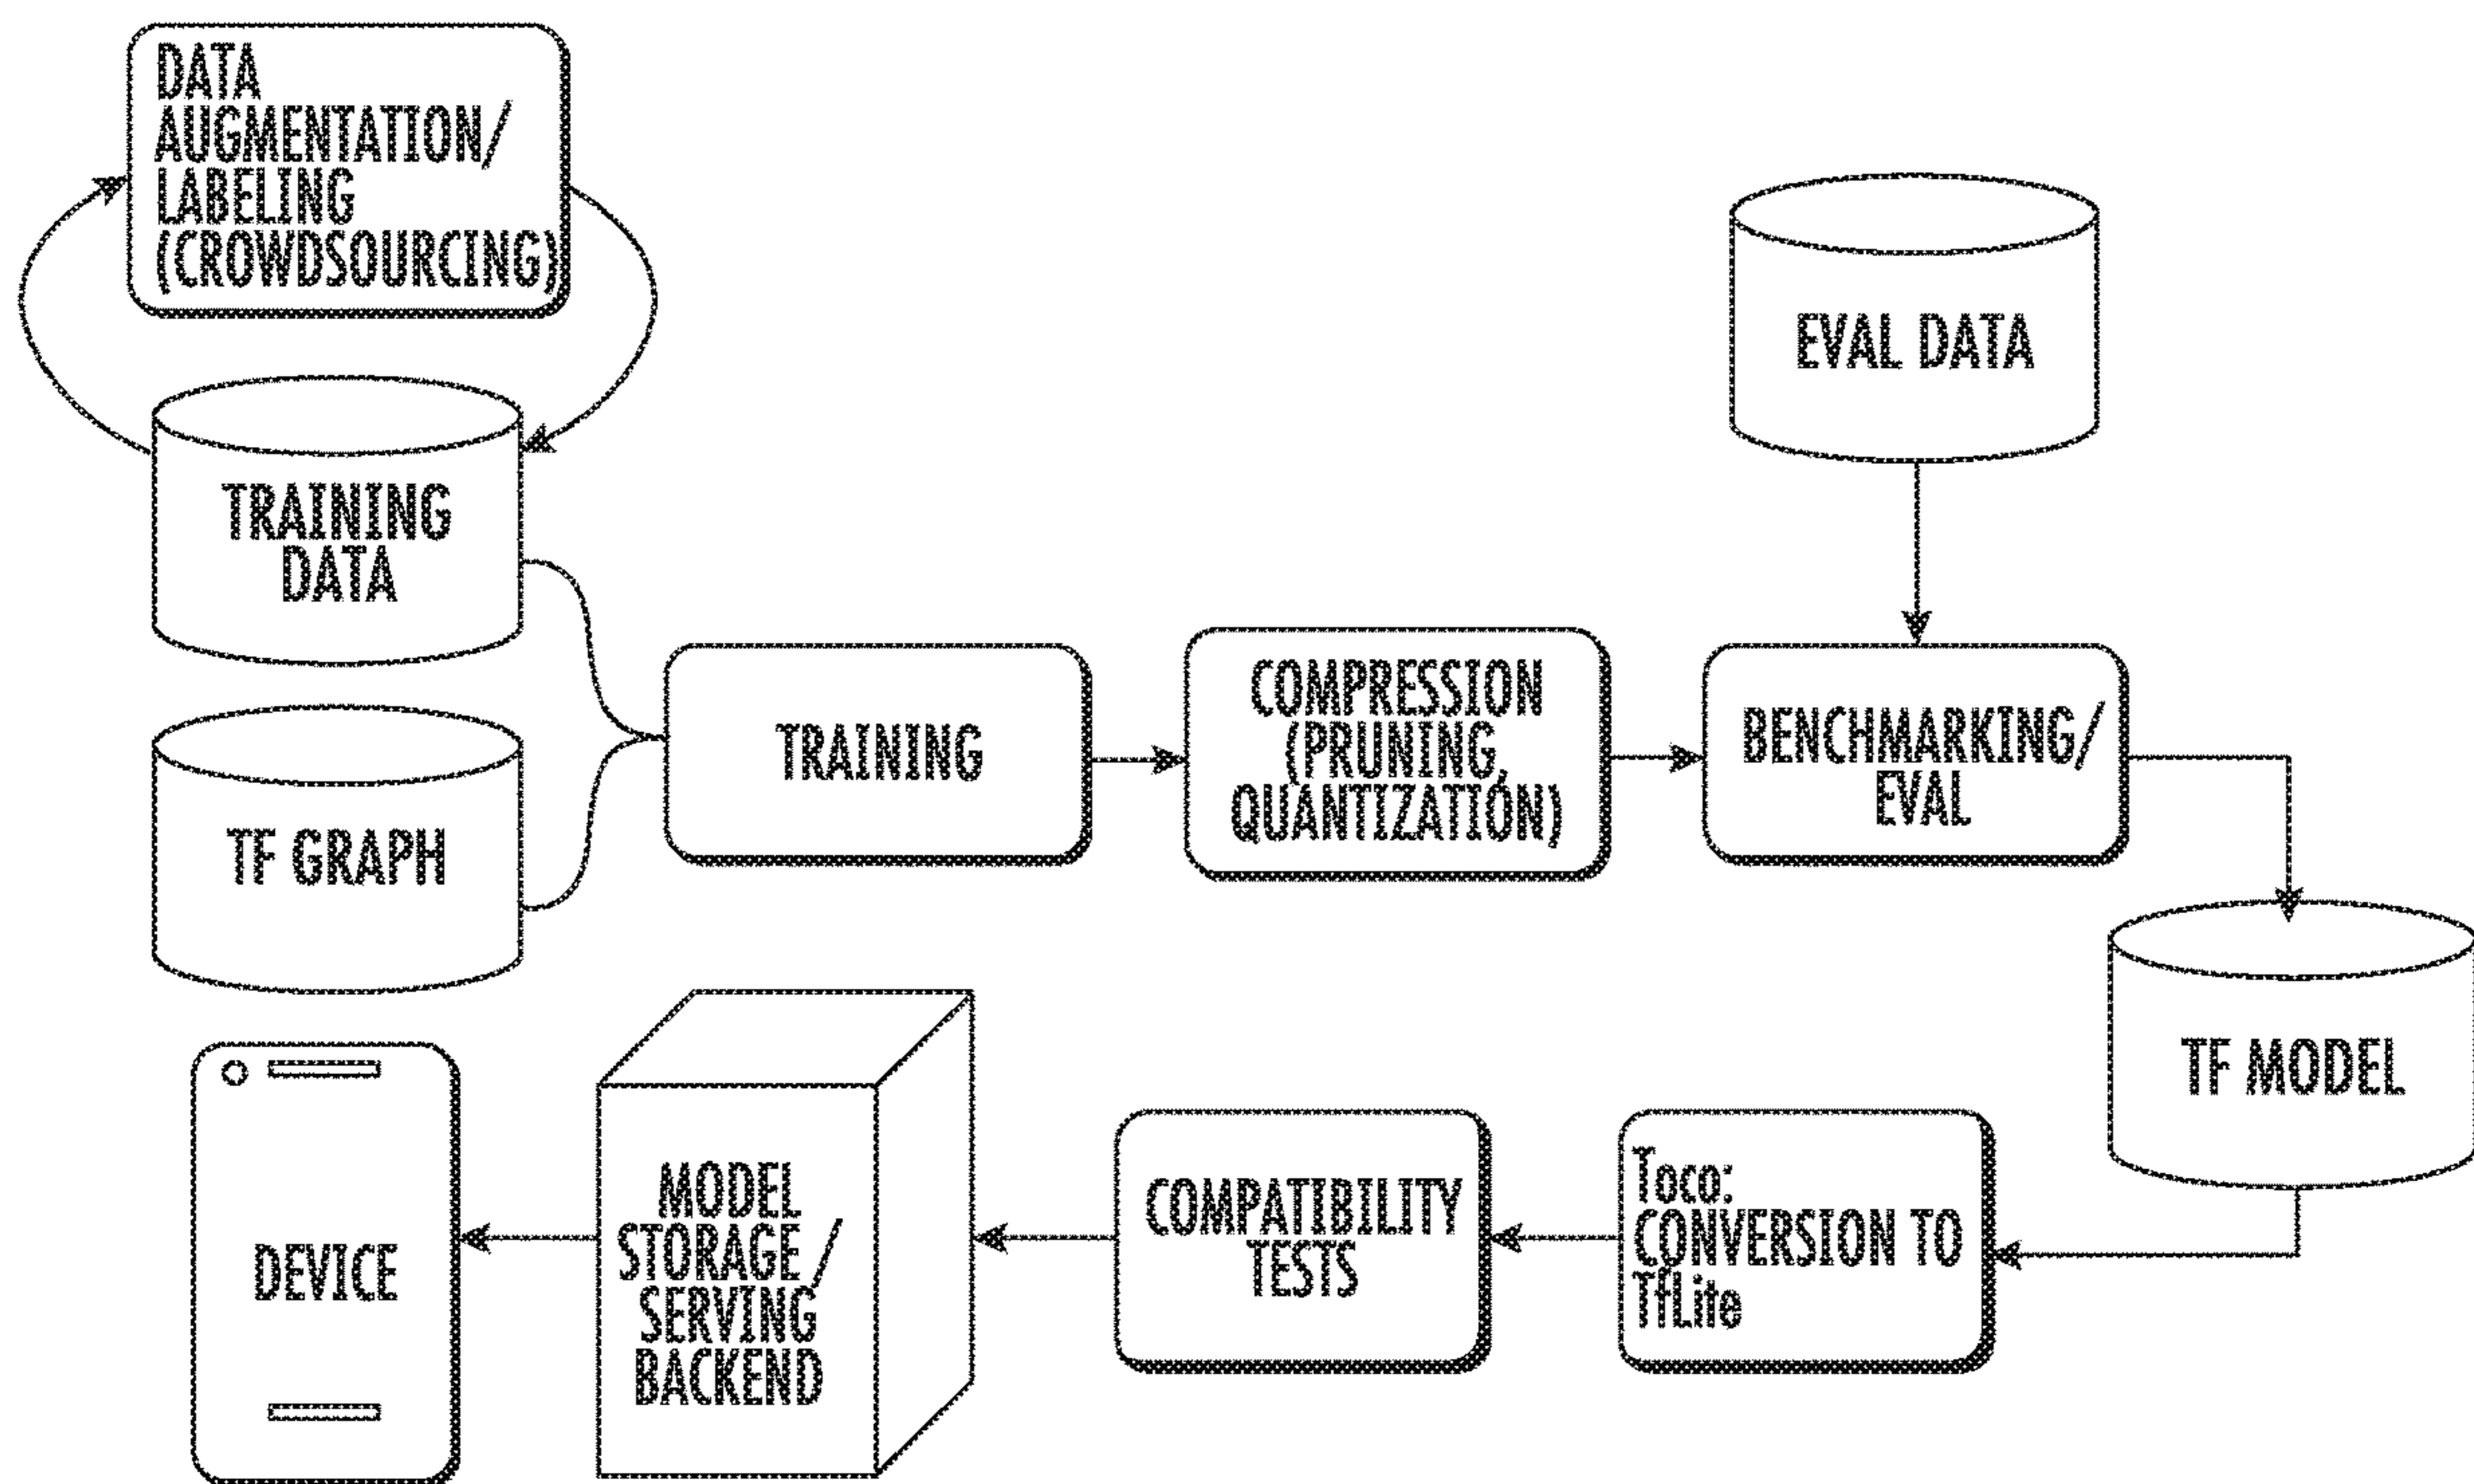 DATA
AUGMENTATION/
LABELING
(CROWDSOURCING)
EVAL DATA
TRAINING
DATA
TRAINING
COMPRESSION
(PRUNING,
QUANTIZATION)
BENCHMARKING/
EVAL
TF GRAPH
TF MODEL
DEVICE
MODEL
STORAGE/
SERVING
BACKEND
COMPATIBILITY
TESTS
Toco:
CONVERSION TO
TfLite